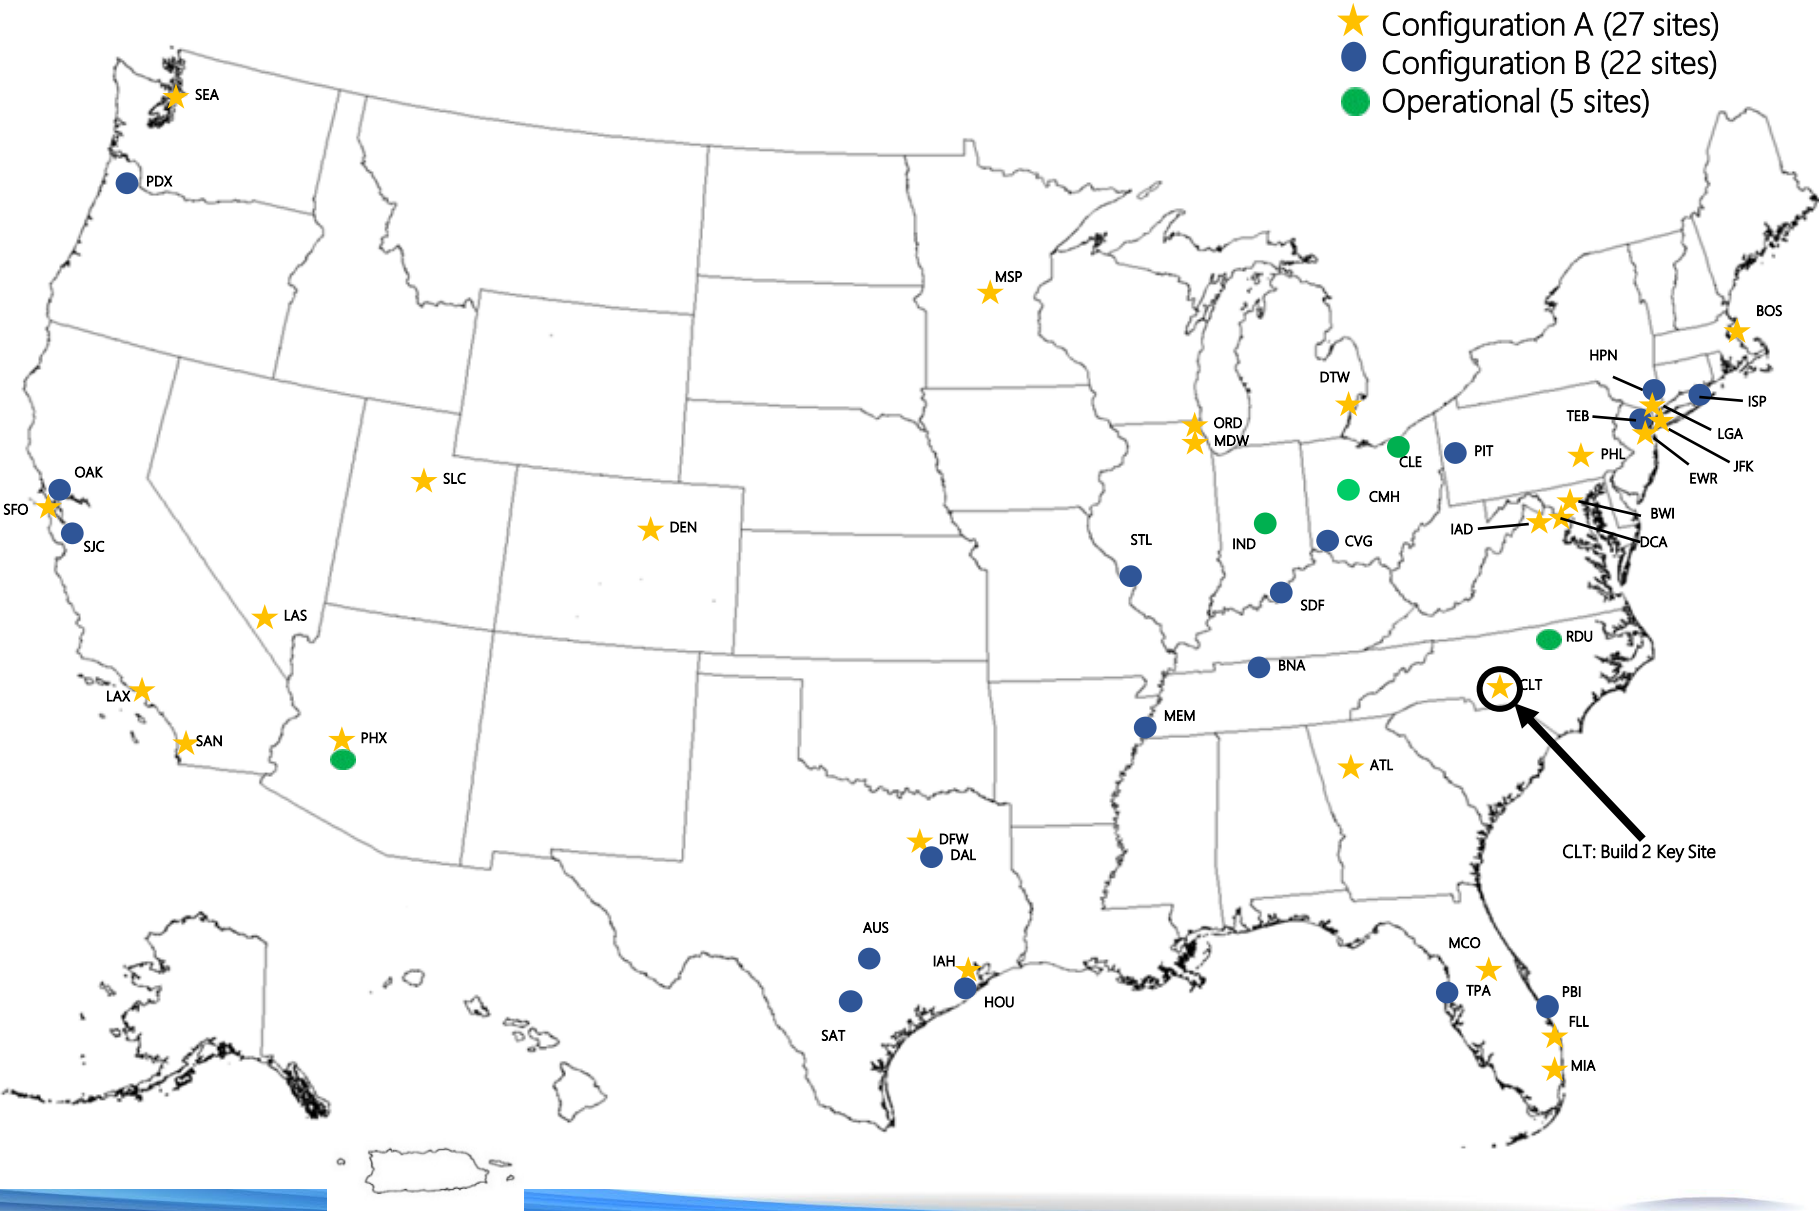 Configuration A (27 sites)
Configuration B (22 sites)
Operational (5 sites)
SEA
PDX
MSP
BOS
HPN
DTW
ISP
TEB
ORD
LGA
MDW
PIT
PHL
JFK
CLE
OAK
SLC
EWR
CMH
SFO
BWI
DEN
IAD
STL
IND
CVG
DCA
SJC
SDF
LAS
RDU
BNA
CLT
LAX
MEM
SAN
PHX
ATL
DFW
CLT: Build 2 Key Site
DAL
AUS
MCO
IAH
TPA
PBI
HOU
FLL
SAT
MIA